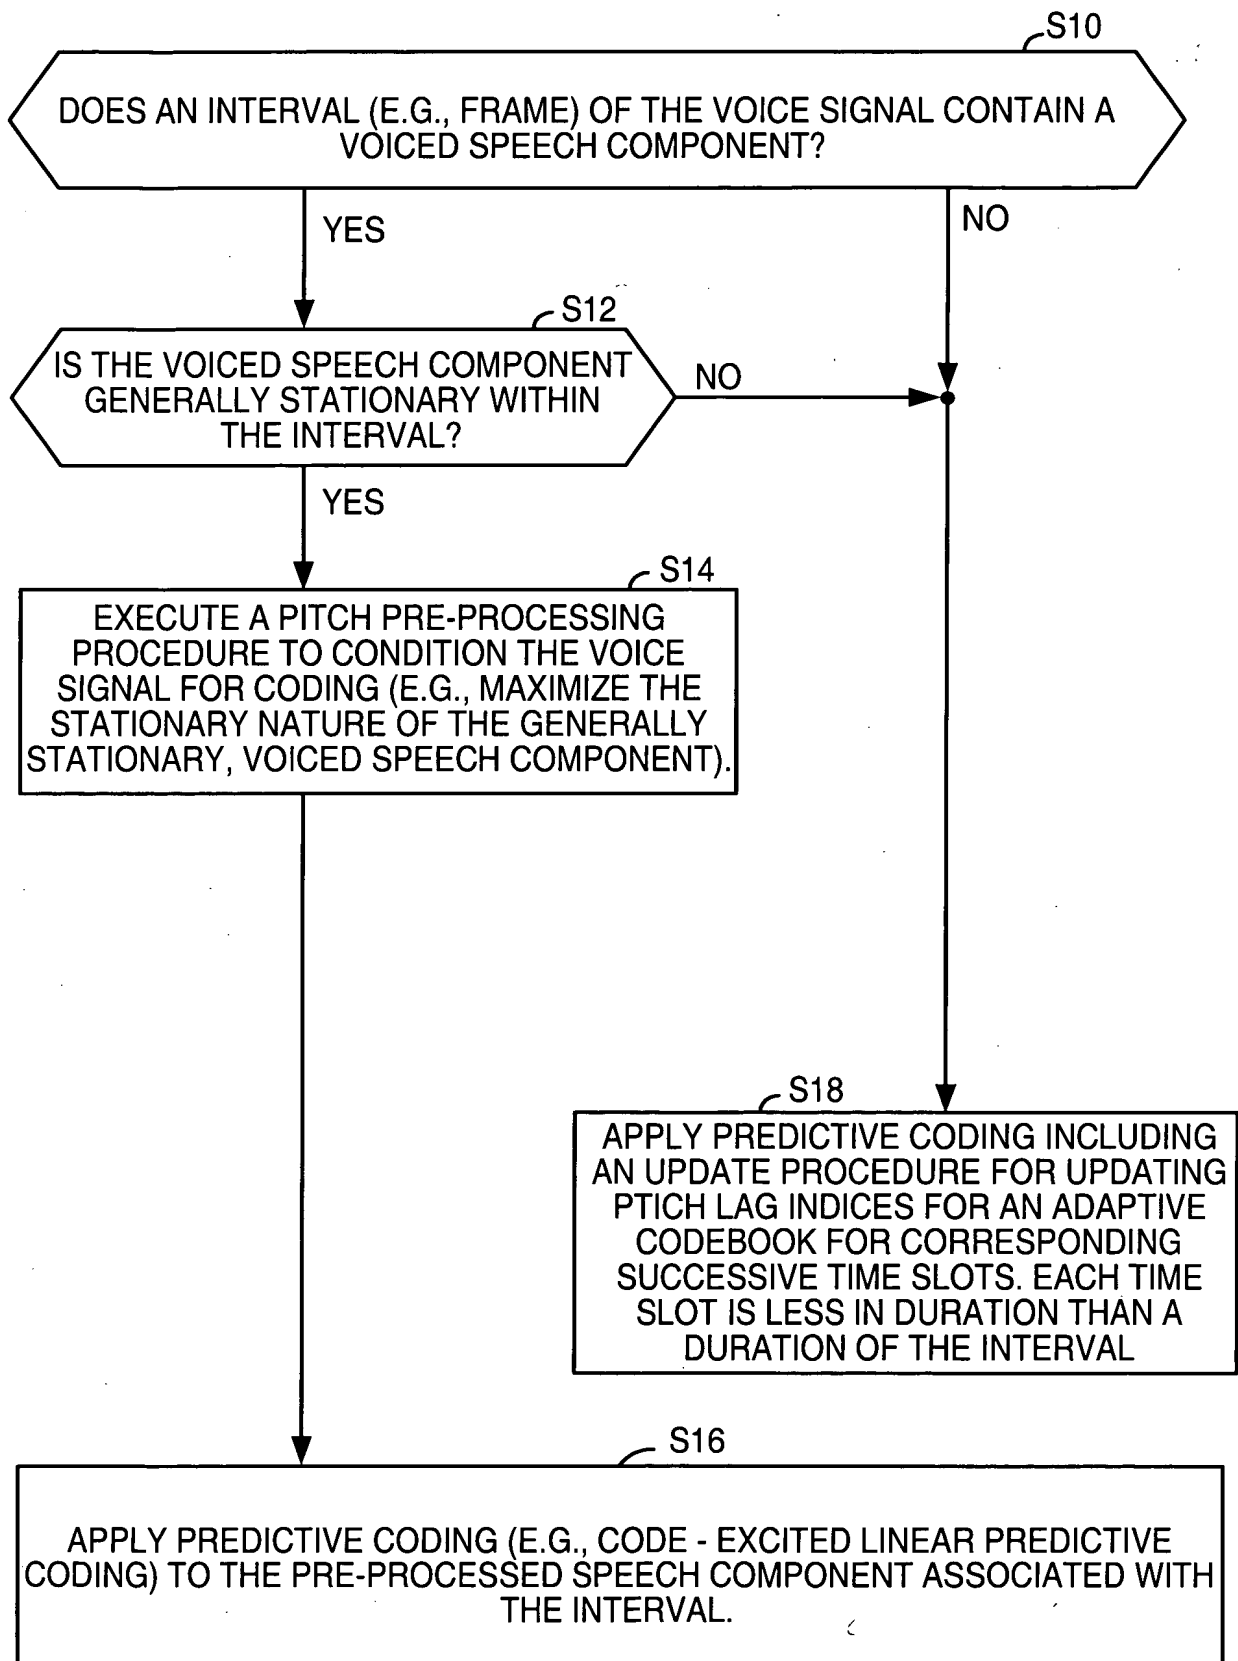 S10
DOES AN INTERVAL (E.G., FRAME) OF THE VOICE SIGNAL CONTAIN A
VOICED SPEECH COMPONENT?
YES
NO
S12
IS THE VOICED SPEECH COMPONENT
GENERALLY STATIONARY WITHIN
THE INTERVAL?
NO
YES
S14
EXECUTE A PITCH PRE-PROCESSING
PROCEDURE TO CONDITION THE VOICE
SIGNAL FOR CODING (E.G., MAXIMIZE THE
STATIONARY NATURE OF THE GENERALLY
STATIONARY, VOICED SPEECH COMPONENT).
S18
APPLY PREDICTIVE CODING INCLUDING
AN UPDATE PROCEDURE FOR UPDATING
PTICH LAG INDICES FOR AN ADAPTIVE
CODEBOOK FOR CORRESPONDING
SUCCESSIVE TIME SLOTS. EACH TIME
SLOT IS LESS IN DURATION THAN A
DURATION OF THE INTERVAL
S16
APPLY PREDICTIVE CODING (E.G., CODE - EXCITED LINEAR PREDICTIVE
CODING) TO THE PRE-PROCESSED SPEECH COMPONENT ASSOCIATED WITH
THE INTERVAL.